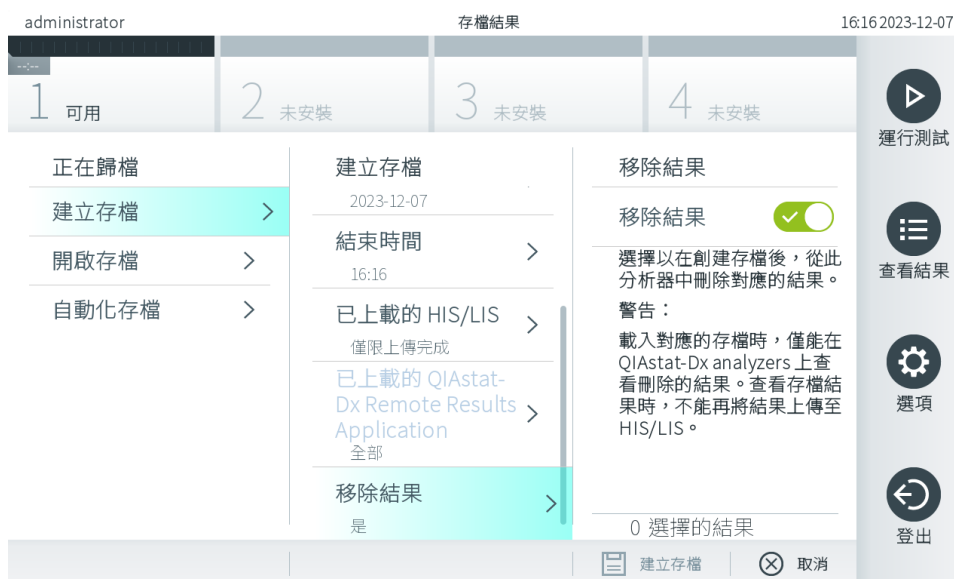 administrator
存檔結果
16:16 2023-12-07
--:--
1 可用
2 未安裝
3 未安裝
4 未安裝
正在歸檔
建立存檔
開啟存檔
自動化存檔
建立存檔
2023-12-07
結束時間
16:16
已上載的 HIS/LIS
僅限上傳完成
已上載的 QIAstat-
Dx Remote Results
Application
全部
移除結果
是
移除結果
移除結果
選擇以在創建存檔後，從此
分析器中刪除對應的結果。
警告：
載入對應的存檔時，僅能在
QIAstat-Dx analyzers 上查
看刪除的結果。查看存檔結
果時，不能再將結果上傳至
HIS/LIS。
0 選擇的結果
建立存檔
取消
運行測試
查看結果
選項
登出